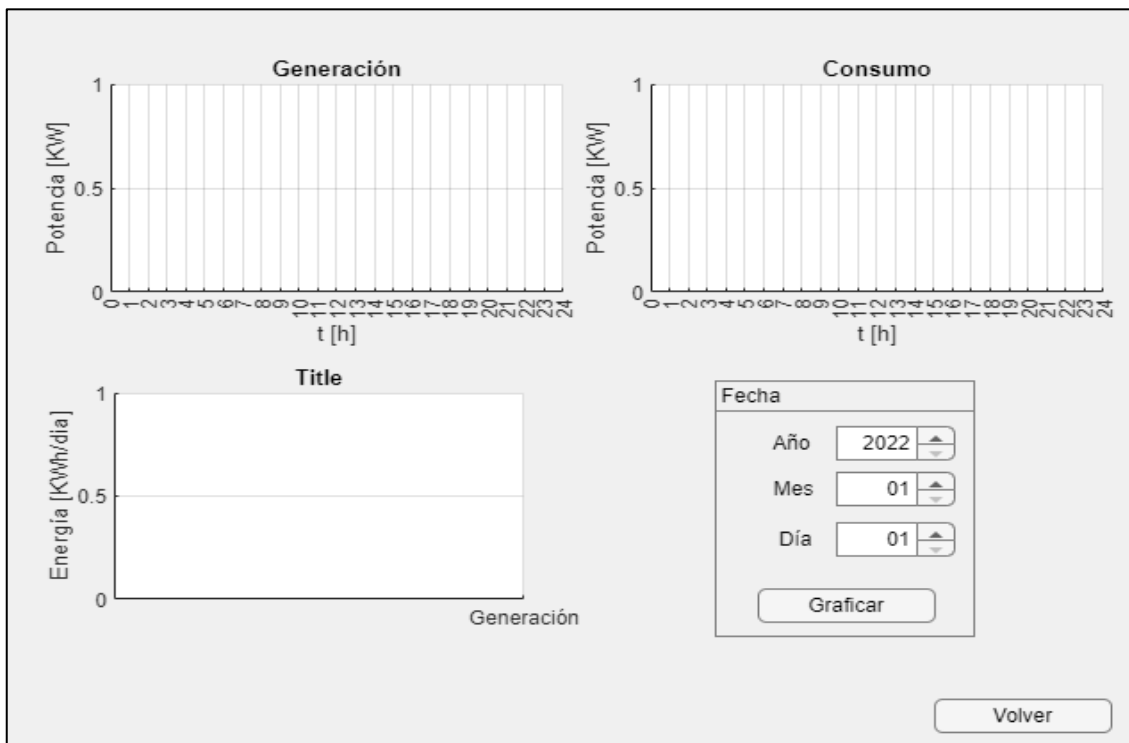 Generación
Potencia [KW]
1
0.5
0
0 1 2 3 4 5 6 7 8 9 10 11 12 13 14 15 16 17 18 19 20 21 22 23 24
t [h]
Consumo
Potencia [KW]
1
0.5
0
0 1 2 3 4 5 6 7 8 9 10 11 12 13 14 15 16 17 18 19 20 21 22 23 24
t [h]
Title
Energía [KWh/dia]
1
0.5
0
Generación
Fecha
Año 2022
Mes 01
Día 01
Graficar
Volver